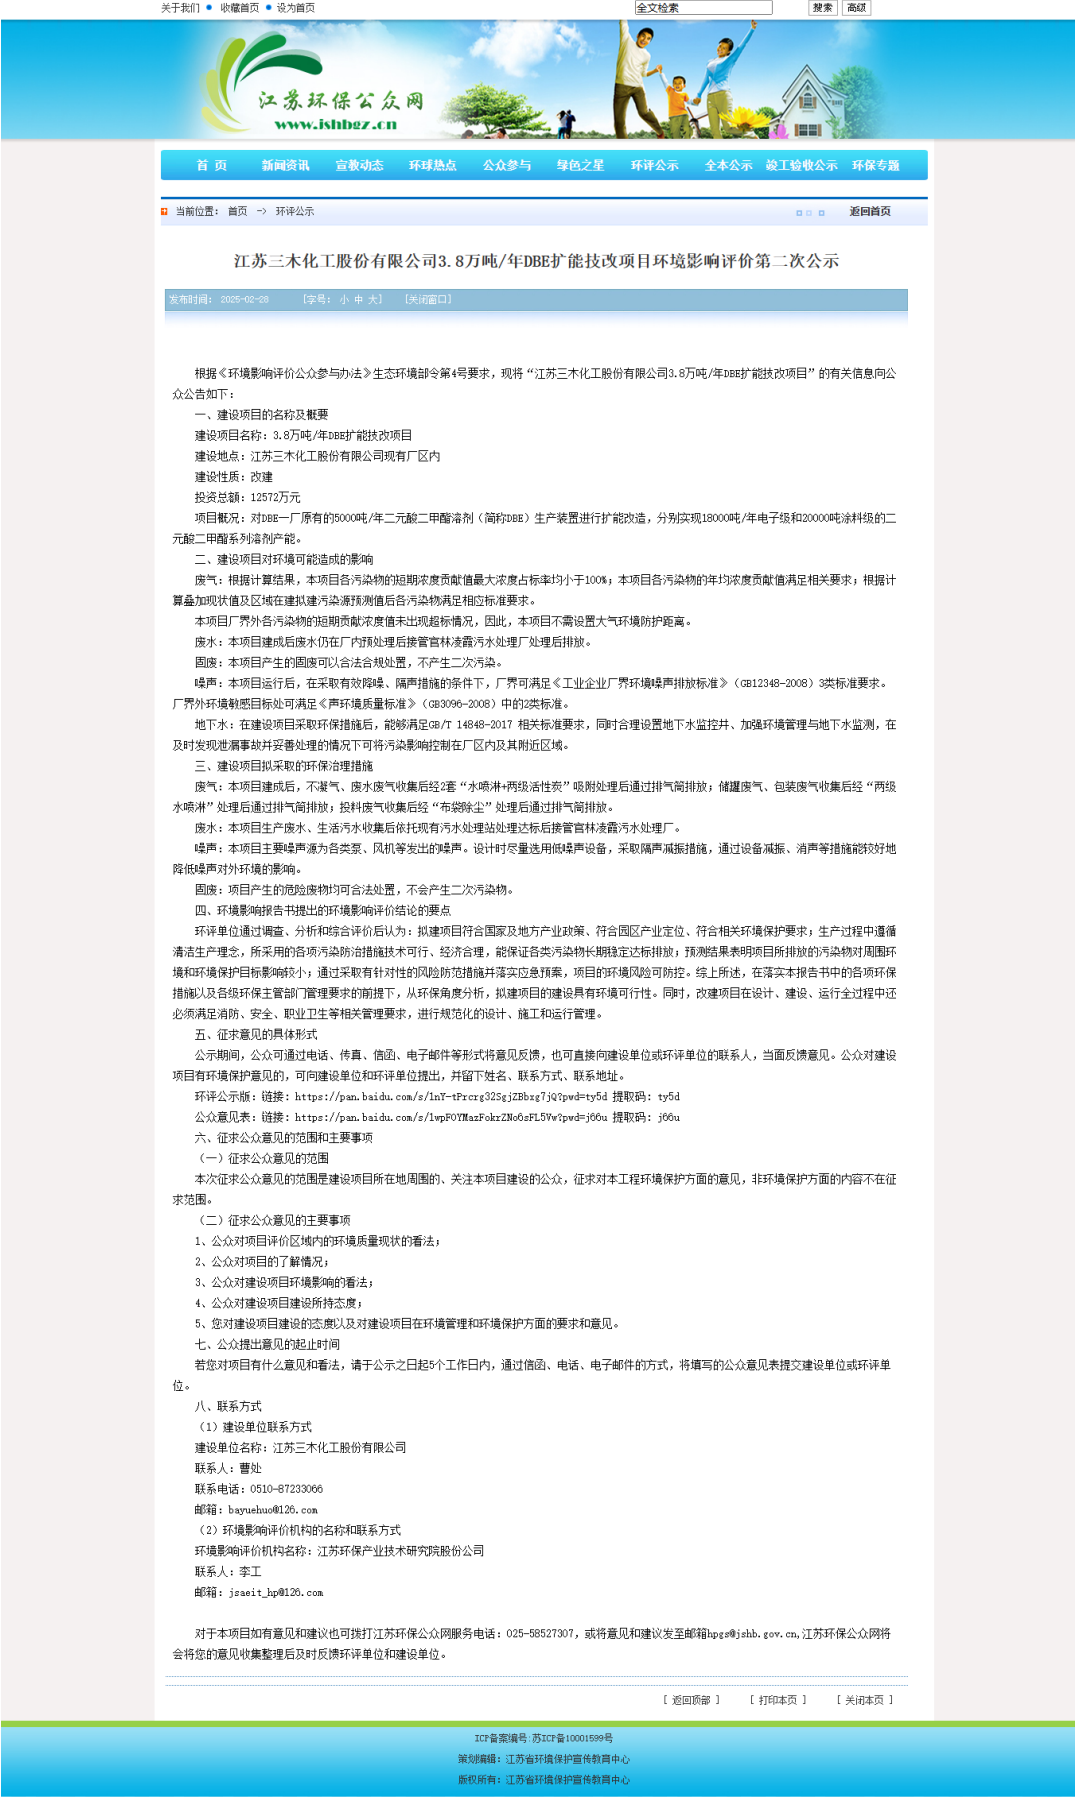 关于我们 收藏首页 设为首页 全文检索 搜索 高级
江苏环保公众网
www.jshbgz.cn
首 页 新闻资讯 宣教动态 环球热点 公众参与 绿色之星 环评公示 全本公示 竣工验收公示 环保专题
当前位置: 首页 -> 环评公示 返回首页
江苏三木化工股份有限公司3.8万吨/年DBE扩能技改项目环境影响评价第二次公示
发布时间: 2025-02-28 [字号: 小 中 大] [关闭窗口]
根据《环境影响评价公众参与办法》生态环境部令第4号要求，现将“江苏三木化工股份有限公司3.8万吨/年DBE扩能技改项目”的有关信息向公
众公告如下：
一、建设项目的名称及概要
建设项目名称：3.8万吨/年DBE扩能技改项目
建设地点：江苏三木化工股份有限公司现有厂区内
建设性质：改建
投资总额：12572万元
项目概况：对DBE一厂原有的5000吨/年二元酸二甲酯溶剂（简称DBE）生产装置进行扩能改造，分别实现18000吨/年电子级和20000吨涂料级的二
元酸二甲酯系列溶剂产能。
二、建设项目对环境可能造成的影响
废气：根据计算结果，本项目各污染物的短期浓度贡献值最大浓度占标率均小于100%；本项目各污染物的年均浓度贡献值满足相关要求；根据计
算叠加现状值及区域在建拟建污染源预测值后各污染物满足相应标准要求。
本项目厂界外各污染物的短期贡献浓度值未出现超标情况，因此，本项目不需设置大气环境防护距离。
废水：本项目建成后废水仍在厂内预处理后接管官林凌霞污水处理厂处理后排放。
固废：本项目产生的固废可以合法合规处置，不产生二次污染。
噪声：本项目运行后，在采取有效降噪、隔声措施的条件下，厂界可满足《工业企业厂界环境噪声排放标准》（GB12348-2008）3类标准要求。
厂界外环境敏感目标处可满足《声环境质量标准》（GB3096-2008）中的2类标准。
地下水：在建设项目采取环保措施后，能够满足GB/T 14848-2017 相关标准要求，同时合理设置地下水监控井、加强环境管理与地下水监测，在
及时发现泄漏事故并妥善处理的情况下可将污染影响控制在厂区内及其附近区域。
三、建设项目拟采取的环保治理措施
废气：本项目建成后，不凝气、废水废气收集后经2套“水喷淋+两级活性炭”吸附处理后通过排气筒排放；储罐废气、包装废气收集后经“两级
水喷淋”处理后通过排气筒排放；投料废气收集后经“布袋除尘”处理后通过排气筒排放。
废水：本项目生产废水、生活污水收集后依托现有污水处理站处理达标后接管官林凌霞污水处理厂。
噪声：本项目主要噪声源为各类泵、风机等发出的噪声。设计时尽量选用低噪声设备，采取隔声减振措施，通过设备减振、消声等措施能较好地
降低噪声对外环境的影响。
固废：项目产生的危险废物均可合法处置，不会产生二次污染物。
四、环境影响报告书提出的环境影响评价结论的要点
环评单位通过调查、分析和综合评价后认为：拟建项目符合国家及地方产业政策、符合园区产业定位、符合相关环境保护要求；生产过程中遵循
清洁生产理念，所采用的各项污染防治措施技术可行、经济合理，能保证各类污染物长期稳定达标排放；预测结果表明项目所排放的污染物对周围环
境和环境保护目标影响较小；通过采取有针对性的风险防范措施并落实应急预案，项目的环境风险可防控。综上所述，在落实本报告书中的各项环保
措施以及各级环保主管部门管理要求的前提下，从环保角度分析，拟建项目的建设具有环境可行性。同时，改建项目在设计、建设、运行全过程中还
必须满足消防、安全、职业卫生等相关管理要求，进行规范化的设计、施工和运行管理。
五、征求意见的具体形式
公示期间，公众可通过电话、传真、信函、电子邮件等形式将意见反馈，也可直接向建设单位或环评单位的联系人，当面反馈意见。公众对建设
项目有环境保护意见的，可向建设单位和环评单位提出，并留下姓名、联系方式、联系地址。
环评公示版：链接：https://pan.baidu.com/s/1nY-tPrcrg32SgjZBbxg7jQ?pwd=ty5d 提取码：ty5d
公众意见表：链接：https://pan.baidu.com/s/1wpF0YMazFokrZNo6sFL5Vw?pwd=j66u 提取码：j66u
六、征求公众意见的范围和主要事项
（一）征求公众意见的范围
本次征求公众意见的范围是建设项目所在地周围的、关注本项目建设的公众，征求对本工程环境保护方面的意见，非环境保护方面的内容不在征
求范围。
（二）征求公众意见的主要事项
1、公众对项目评价区域内的环境质量现状的看法；
2、公众对项目的了解情况；
3、公众对建设项目环境影响的看法；
4、公众对建设项目建设所持态度；
5、您对建设项目建设的态度以及对建设项目在环境管理和环境保护方面的要求和意见。
七、公众提出意见的起止时间
若您对项目有什么意见和看法，请于公示之日起5个工作日内，通过信函、电话、电子邮件的方式，将填写的公众意见表提交建设单位或环评单
位。
八、联系方式
（1）建设单位联系方式
建设单位名称：江苏三木化工股份有限公司
联系人：曹处
联系电话：0510-87233066
邮箱：bayuehuo@126.com
（2）环境影响评价机构的名称和联系方式
环境影响评价机构名称：江苏环保产业技术研究院股份公司
联系人：李工
邮箱：jsaeit_hp@126.com
对于本项目如有意见和建议也可拨打江苏环保公众网服务电话：025-58527307，或将意见和建议发至邮箱hpgs@jshb.gov.cn,江苏环保公众网将
会将您的意见收集整理后及时反馈环评单位和建设单位。
[ 返回顶部 ] [ 打印本页 ] [ 关闭本页 ]
ICP备案编号:苏ICP备10001599号
策划编辑: 江苏省环境保护宣传教育中心
版权所有: 江苏省环境保护宣传教育中心